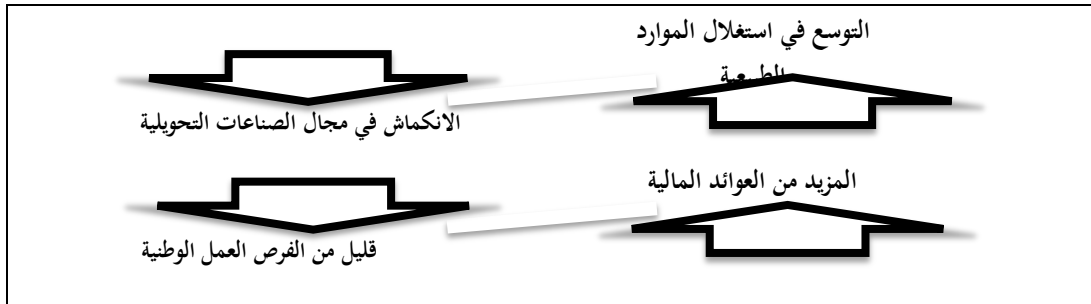 التوسع في استغلال الموارد
الطبيعية
الانكماش في مجال الصناعات التحويلية
المزيد من العوائد المالية
قليل من الفرص العمل الوطنية